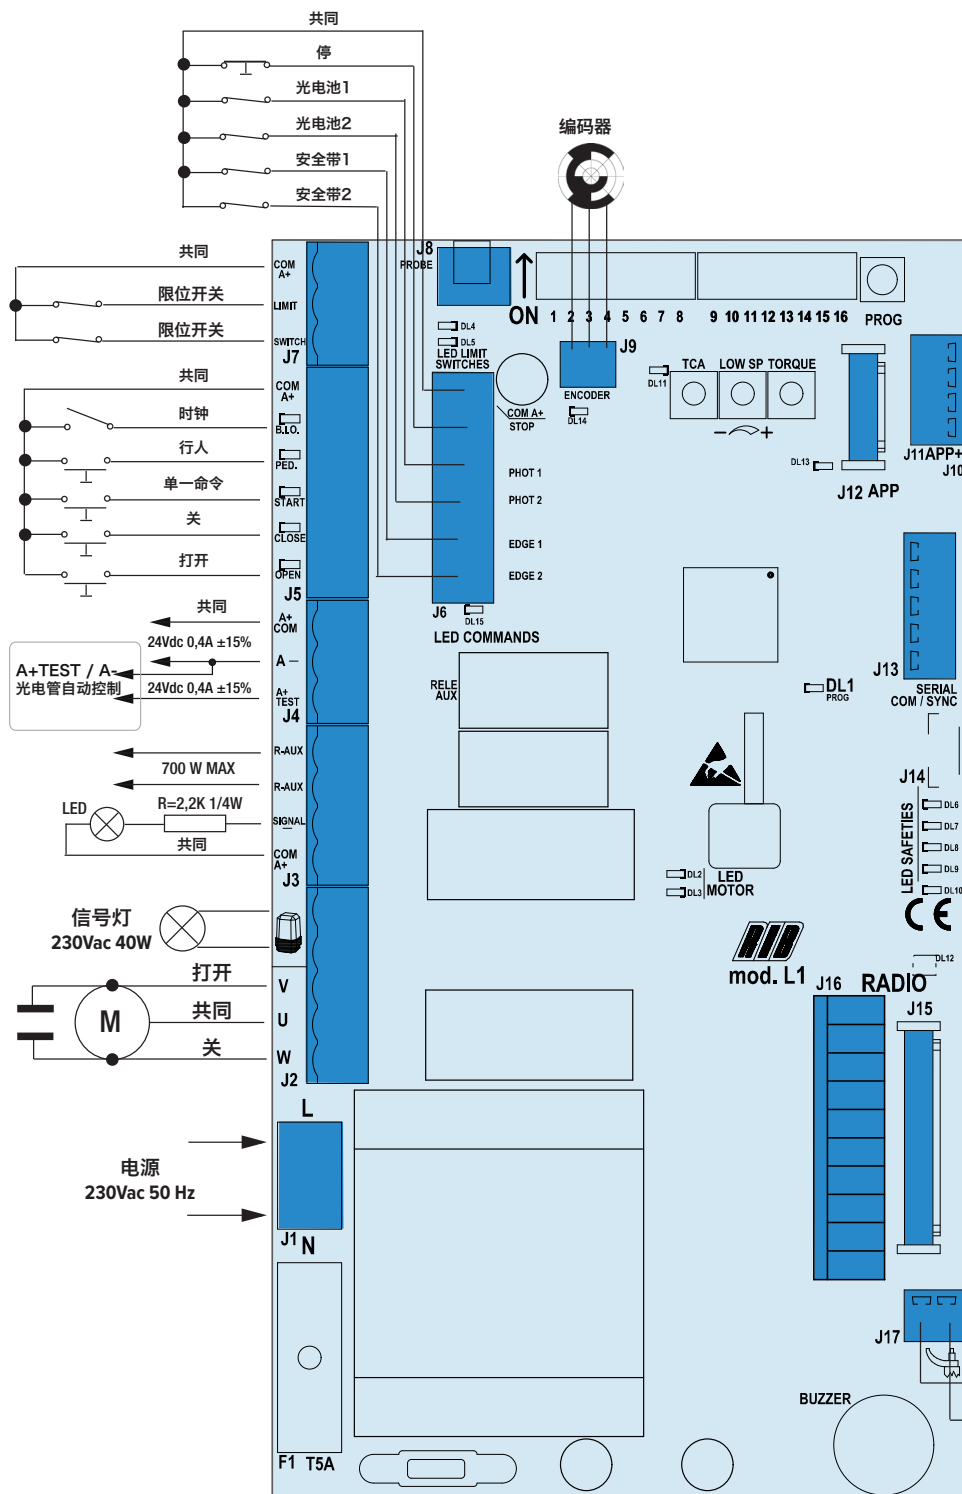 共同
停
光电池1
光电池2
安全带1
安全带2
编码器
共同
限位开关
限位开关
COM
A+
LIMIT
SWITCH
J7
J8
PROBE
ON
1 2 3 4 5 6 7 8 9 10 11 12 13 14 15 16
PROG
DL4
DL5
LED LIMIT
SWITCHES
J9
ENCODER
DL14
COM A+
STOP
PHOT 1
PHOT 2
EDGE 1
EDGE 2
J6
DL15
LED COMMANDS
DL11
TCA LOW SP TORQUE
− +
DL13
J12 APP
J11 APP+
J10
共同
时钟
行人
单一命令
关
打开
COM
A+
B.I.O.
PED.
START
CLOSE
OPEN
J5
共同
24Vdc 0,4A ±15%
24Vdc 0,4A ±15%
A+TEST / A-
光电管自动控制
A+
COM
A −
A+
TEST
J4
RELE
AUX
DL1
PROG
J13
SERIAL
COM / SYNC
J14
LED SAFETIES
DL6
DL7
DL8
DL9
DL10
CE
DL12
R-AUX
700 W MAX
R-AUX
LED
R=2,2K 1/4W
共同
SIGNAL
−
COM
A+
J3
DL2
DL3
LED
MOTOR
RIB
mod. L1
信号灯
230Vac 40W
打开
共同
关
M
V
U
W
J2
J16
RADIO
J15
L
电源
230Vac 50 Hz
J1 N
J17
BUZZER
F1 T5A